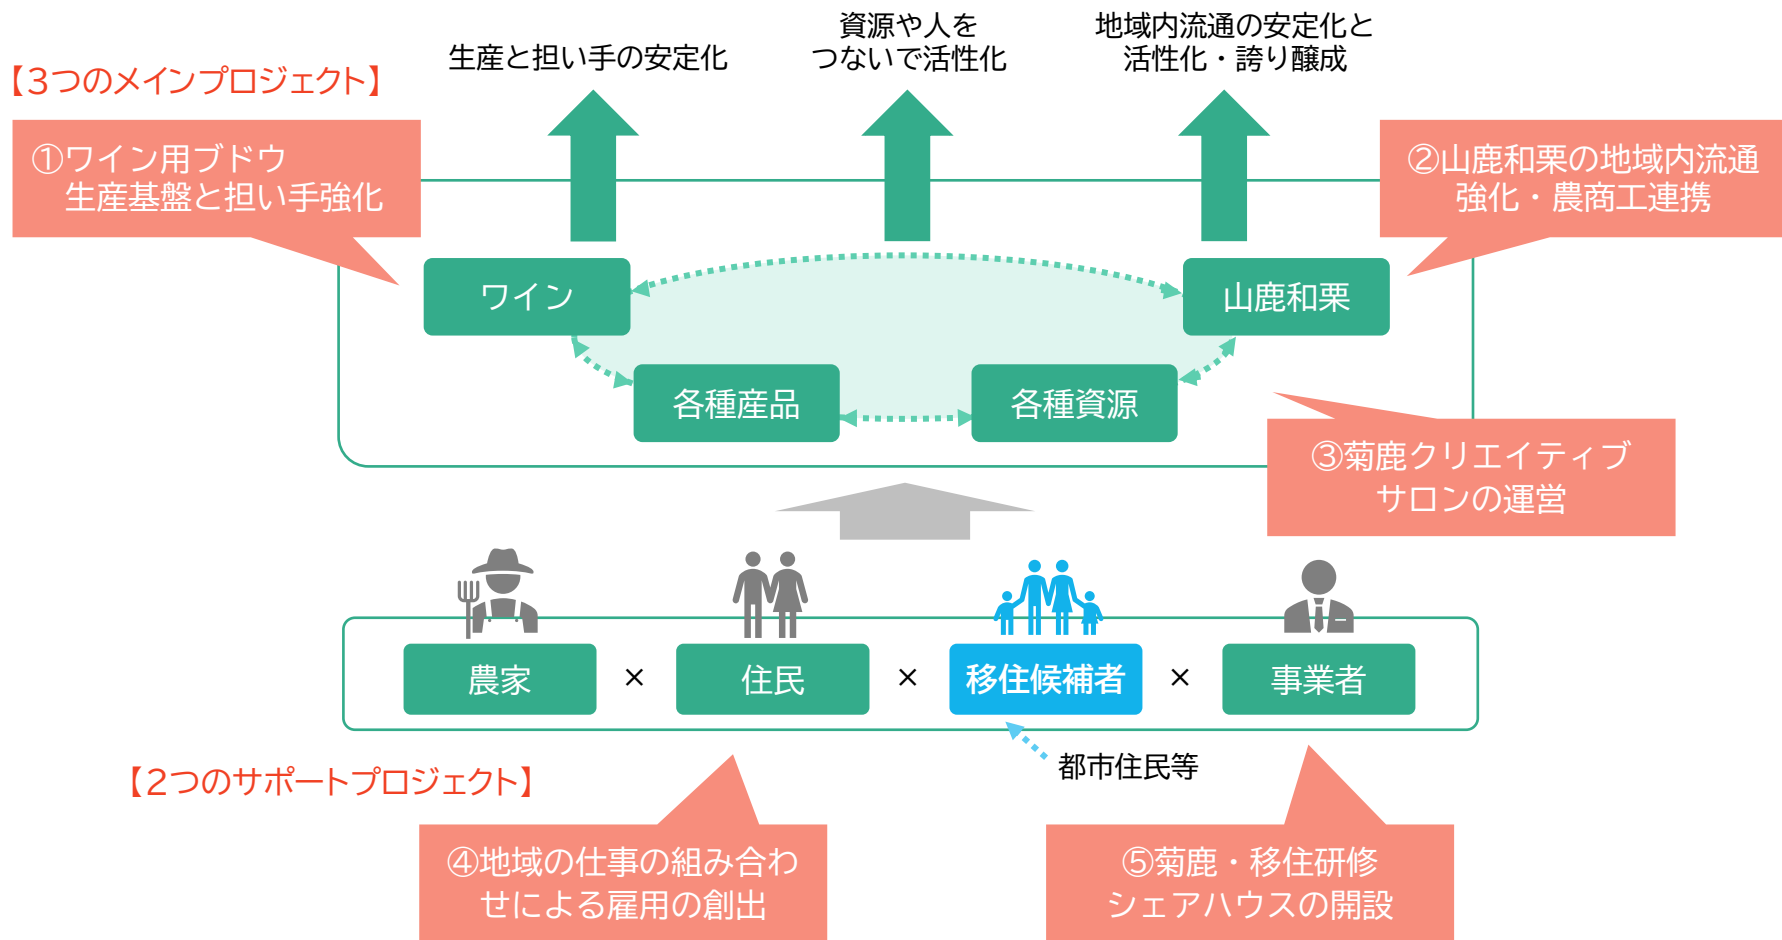 資源や人を
つないで活性化
地域内流通の安定化と
活性化・誇り醸成
生産と担い手の安定化
【3つのメインプロジェクト】
①ワイン用ブドウ
生産基盤と担い手強化
②山鹿和栗の地域内流通
強化・農商工連携
ワイン
山鹿和栗
各種産品
各種資源
③菊鹿クリエイティブ
サロンの運営
農家
×
住民
×
移住候補者
×
事業者
都市住民等
【2つのサポートプロジェクト】
④地域の仕事の組み合わ
せによる雇用の創出
⑤菊鹿・移住研修
シェアハウスの開設